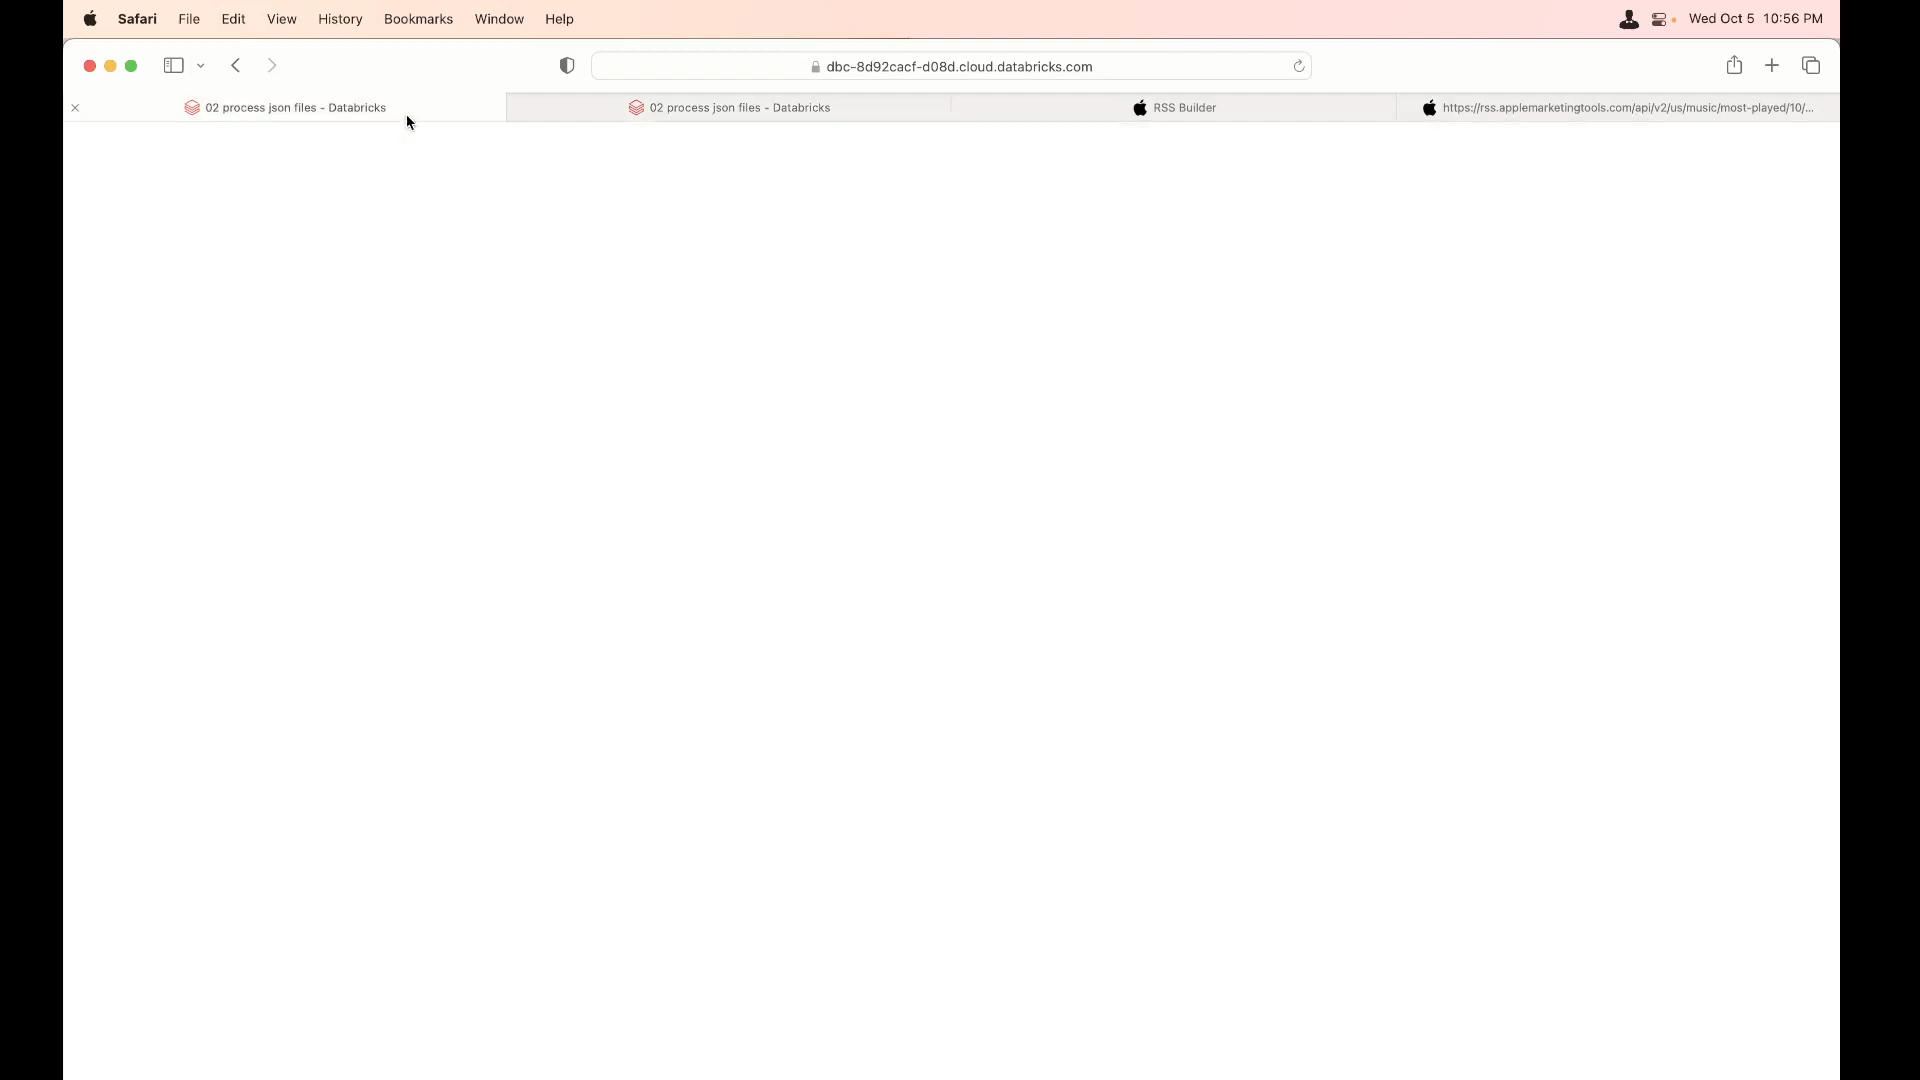 Safari File Edit View History Bookmarks Window Help Wed Oct 5 10:56 PM
dbc-8d92cacf-d08d.cloud.databricks.com
02 process json files - Databricks 02 process json files - Databricks RSS Builder https://rss.applemarketingtools.com/api/v2/us/music/most-played/10/...